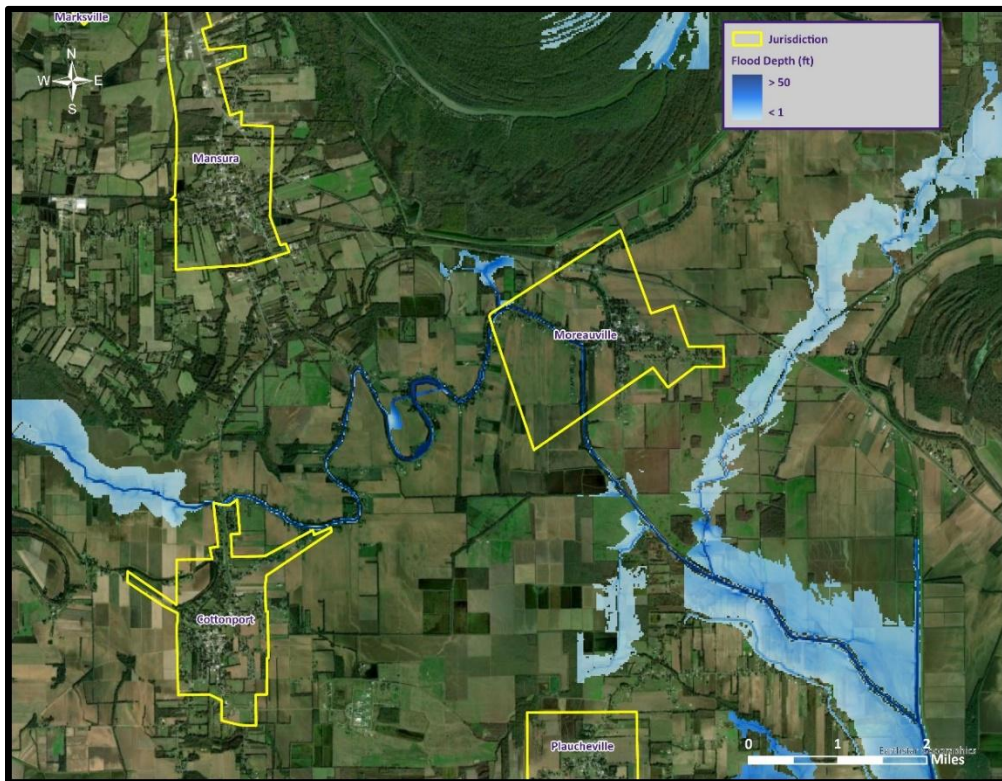 Marksville
N
W E
S
Jurisdiction
Flood Depth (ft)
> 50
< 1
Mansura
Moreauville
Cottonport
Plaucheville
0 1 2
Miles